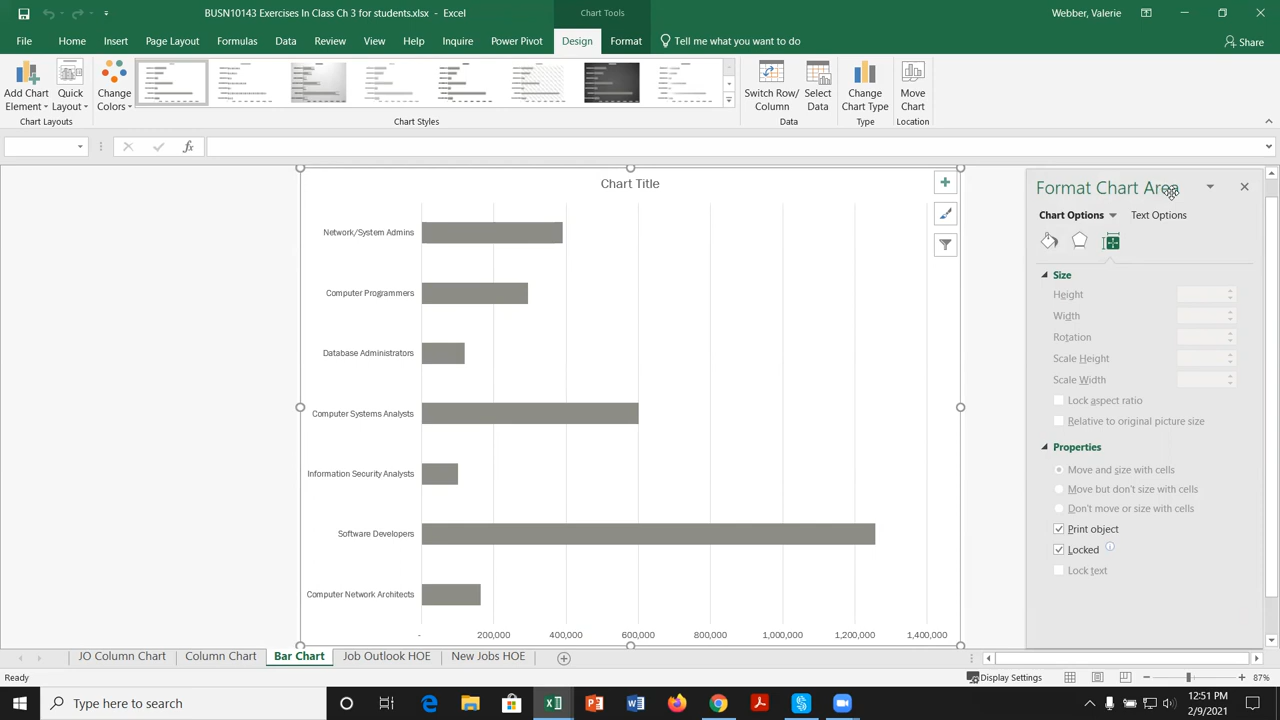 BUSN10143 Exercises In Class Ch 3 for students.xlsx - Excel
Chart Tools
Webber, Valerie
File Home Insert Page Layout Formulas Data Review View Help Inquire Power Pivot Design Format Tell me what you want to do
Share
Add Chart Element
Quick Layout
Change Colors
Switch Row/ Column
Select Data
Change Chart Type
Move Chart
Chart Layouts
Chart Styles
Data
Type
Location
fx
Chart Title
Network/System Admins
Computer Programmers
Database Administrators
Computer Systems Analysts
Information Security Analysts
Software Developers
Computer Network Architects
- 200,000 400,000 600,000 800,000 1,000,000 1,200,000 1,400,000
Format Chart Area
Chart Options Text Options
Size
Height
Width
Rotation
Scale Height
Scale Width
Lock aspect ratio
Relative to original picture size
Properties
Move and size with cells
Move but don't size with cells
Don't move or size with cells
Print object
Locked
Lock text
JO Column Chart Column Chart Bar Chart Job Outlook HOE New Jobs HOE
Ready
Display Settings
87%
Type here to search
12:51 PM
2/9/2021